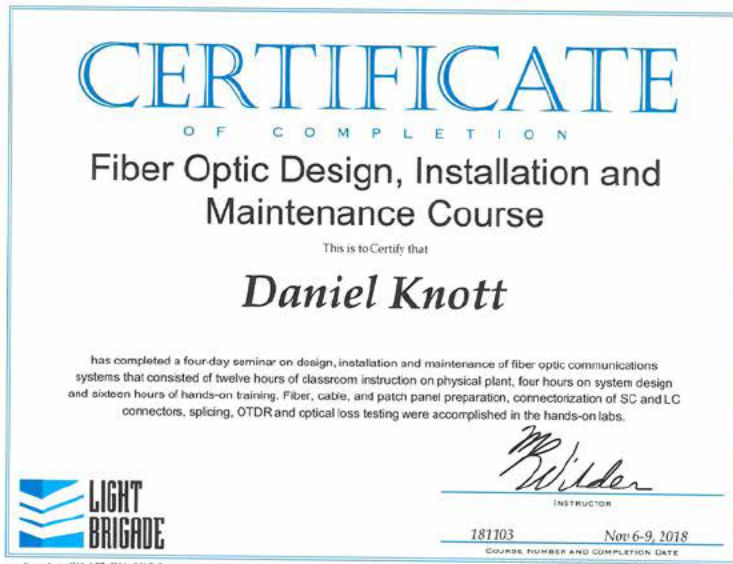 CERTIFICATE
OF COMPLETION
Fiber Optic Design, Installation and
Maintenance Course
This is to Certify that
Daniel Knott
has completed a four-day seminar on design, installation and maintenance of fiber optic communications
systems that consisted of twelve hours of classroom instruction on physical plant, four hours on system design
and sixteen hours of hands-on training. Fiber, cable, and patch panel preparation, connectorization of SC and LC
connectors, splicing, OTDR and optical loss testing were accomplished in the hands-on labs.
Wilder
INSTRUCTOR
LIGHT
BRIGADE
181103 Nov 6-9, 2018
COURSE NUMBER AND COMPLETION DATE